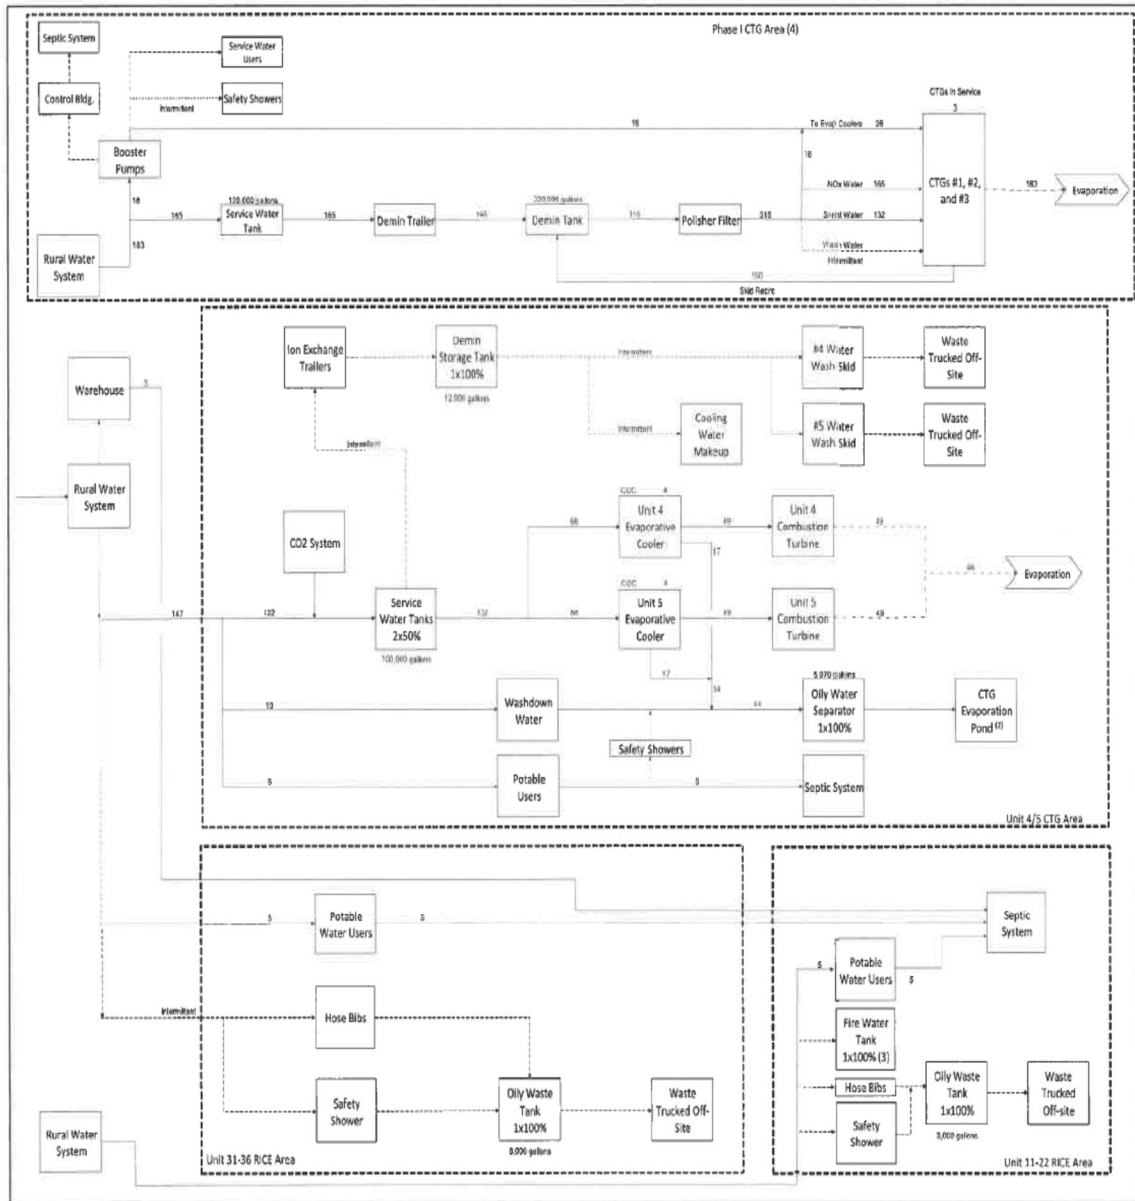 Phase I CTG Area (4)
Septic System
Service Water
Users
Control Bldg.
Safety Showers
Intermittent
CTGs In Service
3
Booster
Pumps
16
To Evap Coolers
18
NOx Water
165
CTGs #1, #2,
and #3
183
Evaporation
18
165
120,000 gallons
Service Water
Tank
165
Demin Trailer
165
Demin Tank
315
Polisher Filter
315
Sprint Water
132
183
Rural Water
System
Wash Water
Intermittent
150
Skid Recirc
Ion Exchange
Trailers
Demin
Storage Tank
1x100%
12,000 gallons
Intermittent
#4 Water
Wash Skid
Waste
Trucked Off-
Site
Warehouse
5
Cooling
Water
Makeup
Intermittent
#5 Water
Wash Skid
Waste
Trucked Off-
Site
Intermittent
Rural Water
System
CO2 System
COC
4
Unit 4
Evaporative
Cooler
Unit 4
Combustion
Turbine
66
49
17
Evaporation
147
132
Service
Water Tanks
2x50%
100,000 gallons
132
66
COC
4
Unit 5
Evaporative
Cooler
49
Unit 5
Combustion
Turbine
49
17
34
10
Washdown
Water
44
5,070 gallons
Oily Water
Separator
1x100%
CTG
Evaporation
Pond (2)
Safety Showers
5
Potable
Users
5
Septic System
Unit 4/5 CTG Area
5
Potable
Water Users
5
Septic
System
5
Potable
Water Users
5
Intermittent
Hose Bibs
Fire Water
Tank
1x100% (3)
Hose Bibs
Oily Waste
Tank
1x100%
Waste
Trucked
Off-site
Safety
Shower
Oily Waste
Tank
1x100%
Waste
Trucked Off-
Site
Safety
Shower
Rural Water
System
Unit 31-36 RICE Area
Unit 11-22 RICE Area